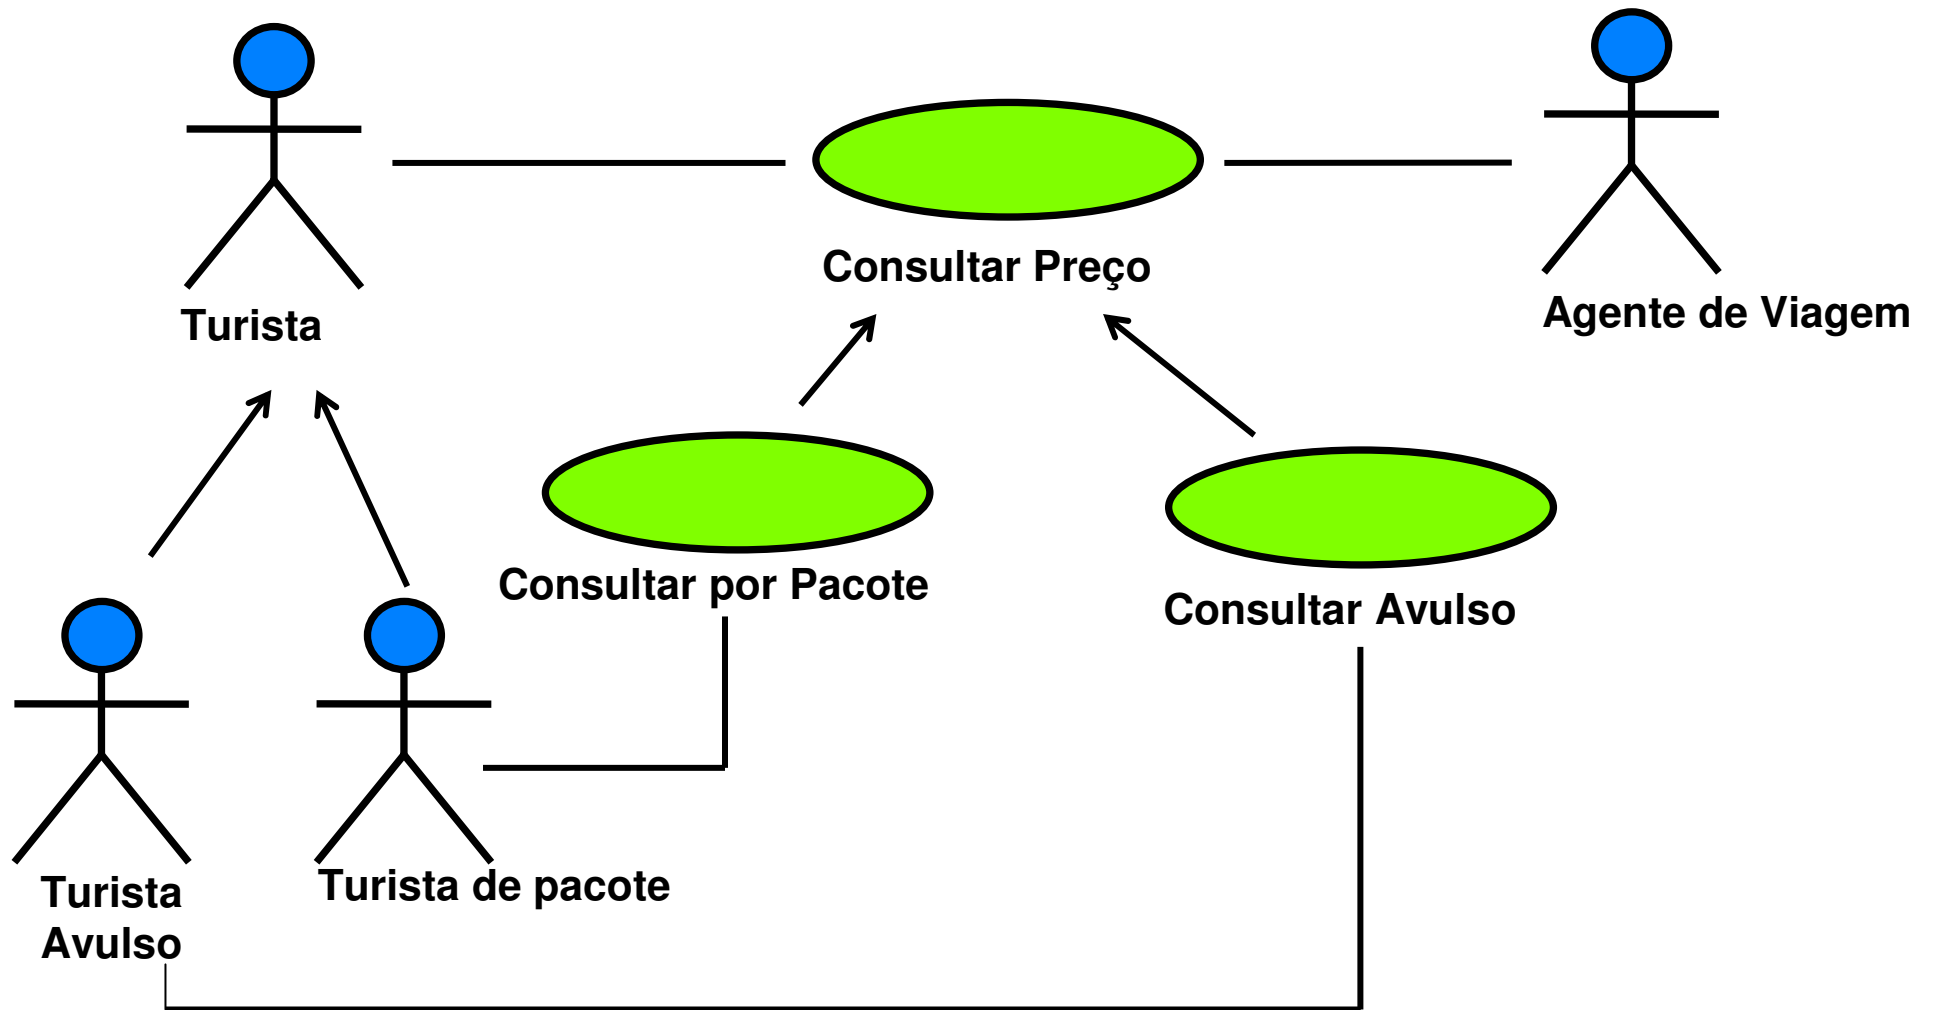 Turista
Consultar Preço
Agente de Viagem
Consultar por Pacote
Consultar Avulso
Turista
Avulso
Turista de pacote